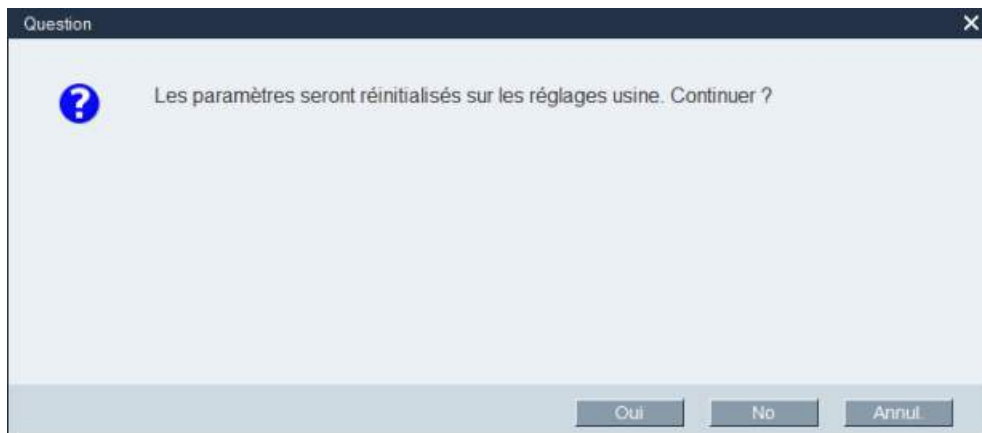 Question
Les paramètres seront réinitialisés sur les réglages usine. Continuer ?
Oui
No
Annul.